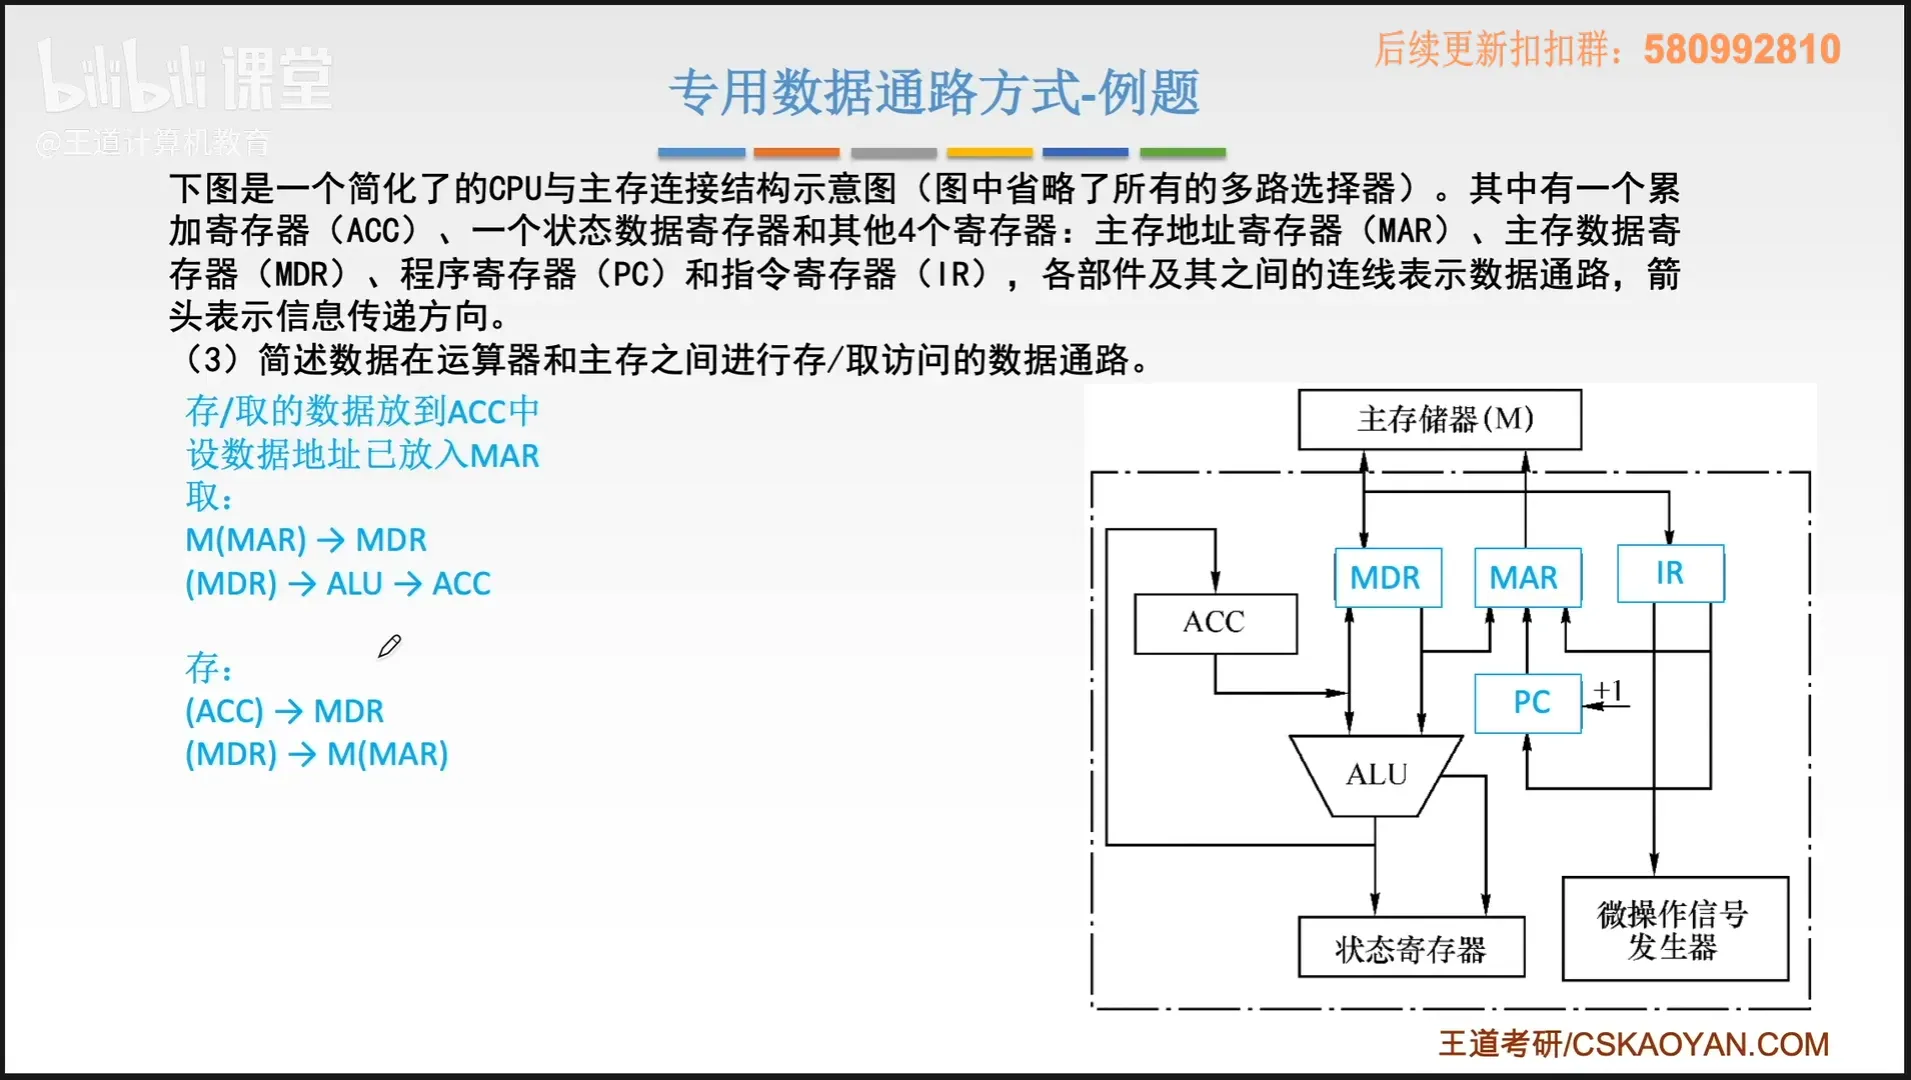 bilibili课堂
@王道计算机教育
后续更新扣扣群：580992810
专用数据通路方式-例题
下图是一个简化了的CPU与主存连接结构示意图（图中省略了所有的多路选择器）。其中有一个累
加寄存器（ACC）、一个状态数据寄存器和其他4个寄存器：主存地址寄存器（MAR）、主存数据寄
存器（MDR）、程序寄存器（PC）和指令寄存器（IR），各部件及其之间的连线表示数据通路，箭
头表示信息传递方向。
（3）简述数据在运算器和主存之间进行存/取访问的数据通路。
存/取的数据放到ACC中
设数据地址已放入MAR
取：
M(MAR) → MDR
(MDR) → ALU → ACC
存：
(ACC) → MDR
(MDR) → M(MAR)
主存储器(M)
MDR
MAR
IR
ACC
PC
+1
ALU
状态寄存器
微操作信号
发生器
王道考研/CSKAOYAN.COM